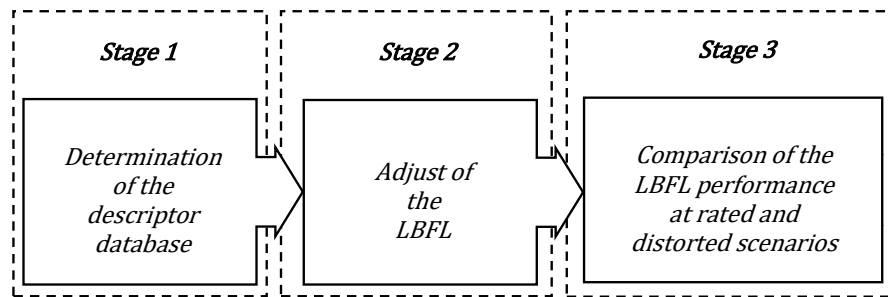 Stage 1
Determination
of the
descriptor
database
Stage 2
Adjust of
the
LBFL
Stage 3
Comparison of the
LBFL performance
at rated and
distorted scenarios